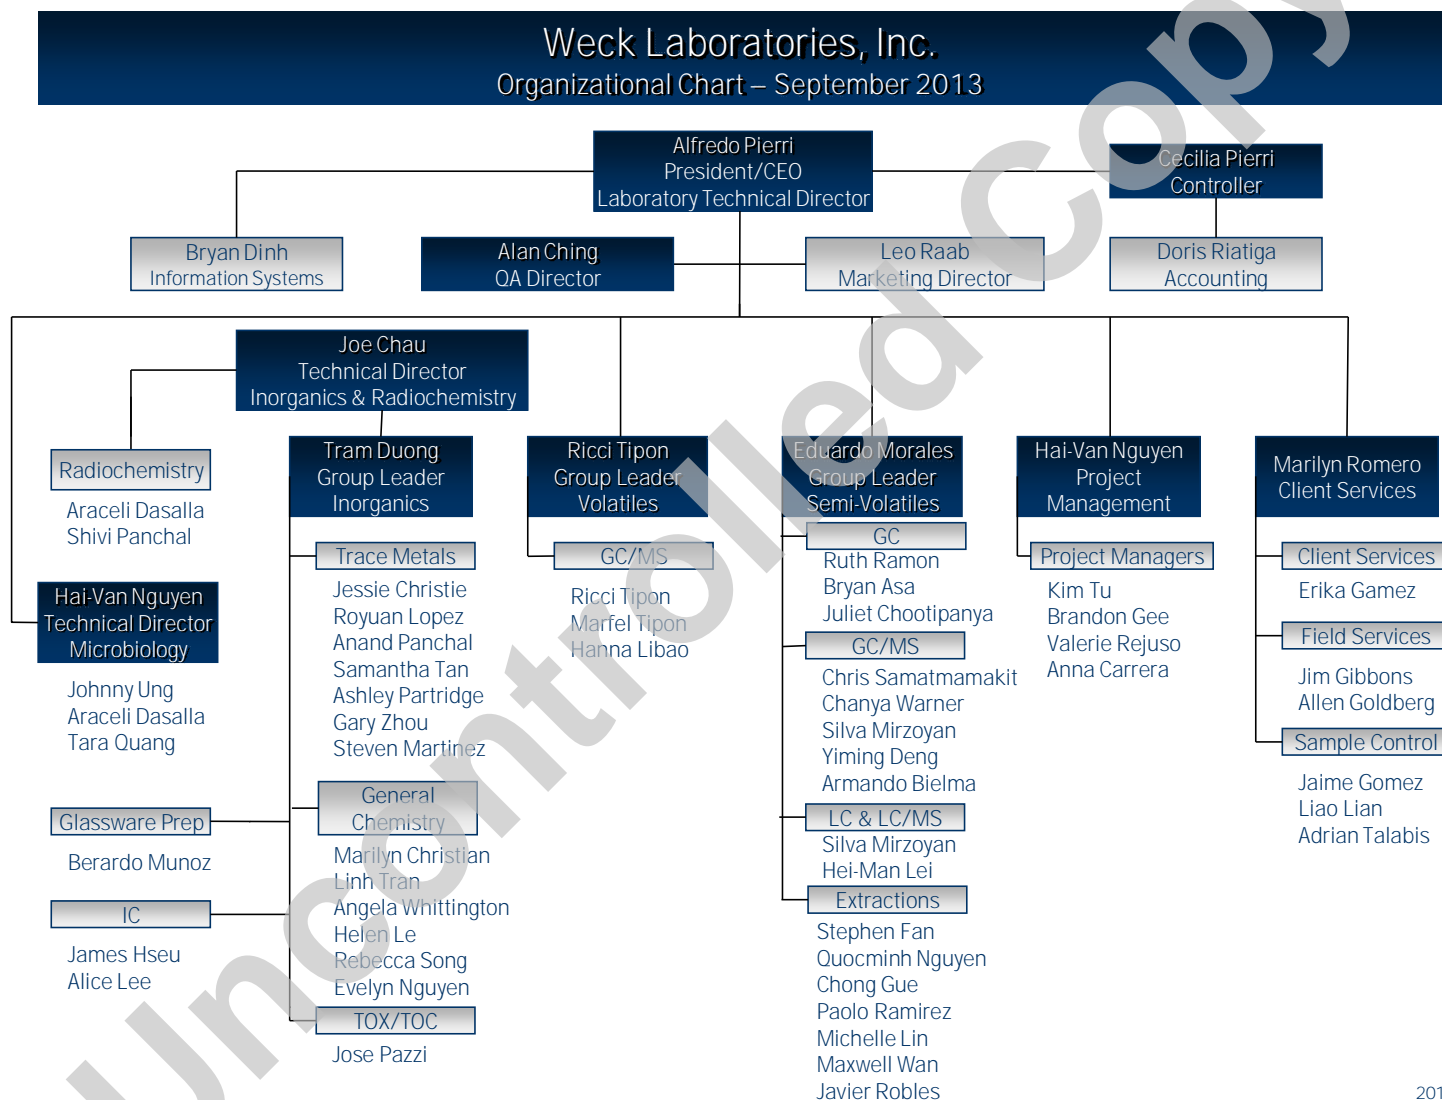 Weck Laboratories, Inc.
Organizational Chart – September 2013
Alfredo Pierri
President/CEO
Laboratory Technical Director
Cecilia Pierri
Controller
Bryan Dinh
Information Systems
Alan Ching
QA Director
Leo Raab
Marketing Director
Doris Riatiga
Accounting
Joe Chau
Technical Director
Inorganics & Radiochemistry
Radiochemistry
Araceli Dasalla
Shivi Panchal
Hai-Van Nguyen
Technical Director
Microbiology
Johnny Ung
Araceli Dasalla
Tara Quang
Glassware Prep
Berardo Munoz
IC
James Hseu
Alice Lee
Tram Duong
Group Leader
Inorganics
Trace Metals
Jessie Christie
Royuan Lopez
Anand Panchal
Samantha Tan
Ashley Partridge
Gary Zhou
Steven Martinez
General
Chemistry
Marilyn Christian
Linh Tran
Angela Whittington
Helen Le
Rebecca Song
Evelyn Nguyen
TOX/TOC
Jose Pazzi
Ricci Tipon
Group Leader
Volatiles
GC/MS
Ricci Tipon
Marfel Tipon
Hanna Libao
Eduardo Morales
Group Leader
Semi-Volatiles
GC
Ruth Ramon
Bryan Asa
Juliet Chootipanya
GC/MS
Chris Samatmamakit
Chanya Warner
Silva Mirzoyan
Yiming Deng
Armando Bielma
LC & LC/MS
Silva Mirzoyan
Hei-Man Lei
Extractions
Stephen Fan
Quocminh Nguyen
Chong Gue
Paolo Ramirez
Michelle Lin
Maxwell Wan
Javier Robles
Hai-Van Nguyen
Project
Management
Project Managers
Kim Tu
Brandon Gee
Valerie Rejuso
Anna Carrera
Marilyn Romero
Client Services
Client Services
Erika Gamez
Field Services
Jim Gibbons
Allen Goldberg
Sample Control
Jaime Gomez
Liao Lian
Adrian Talabis
201
Uncontrolled Copy